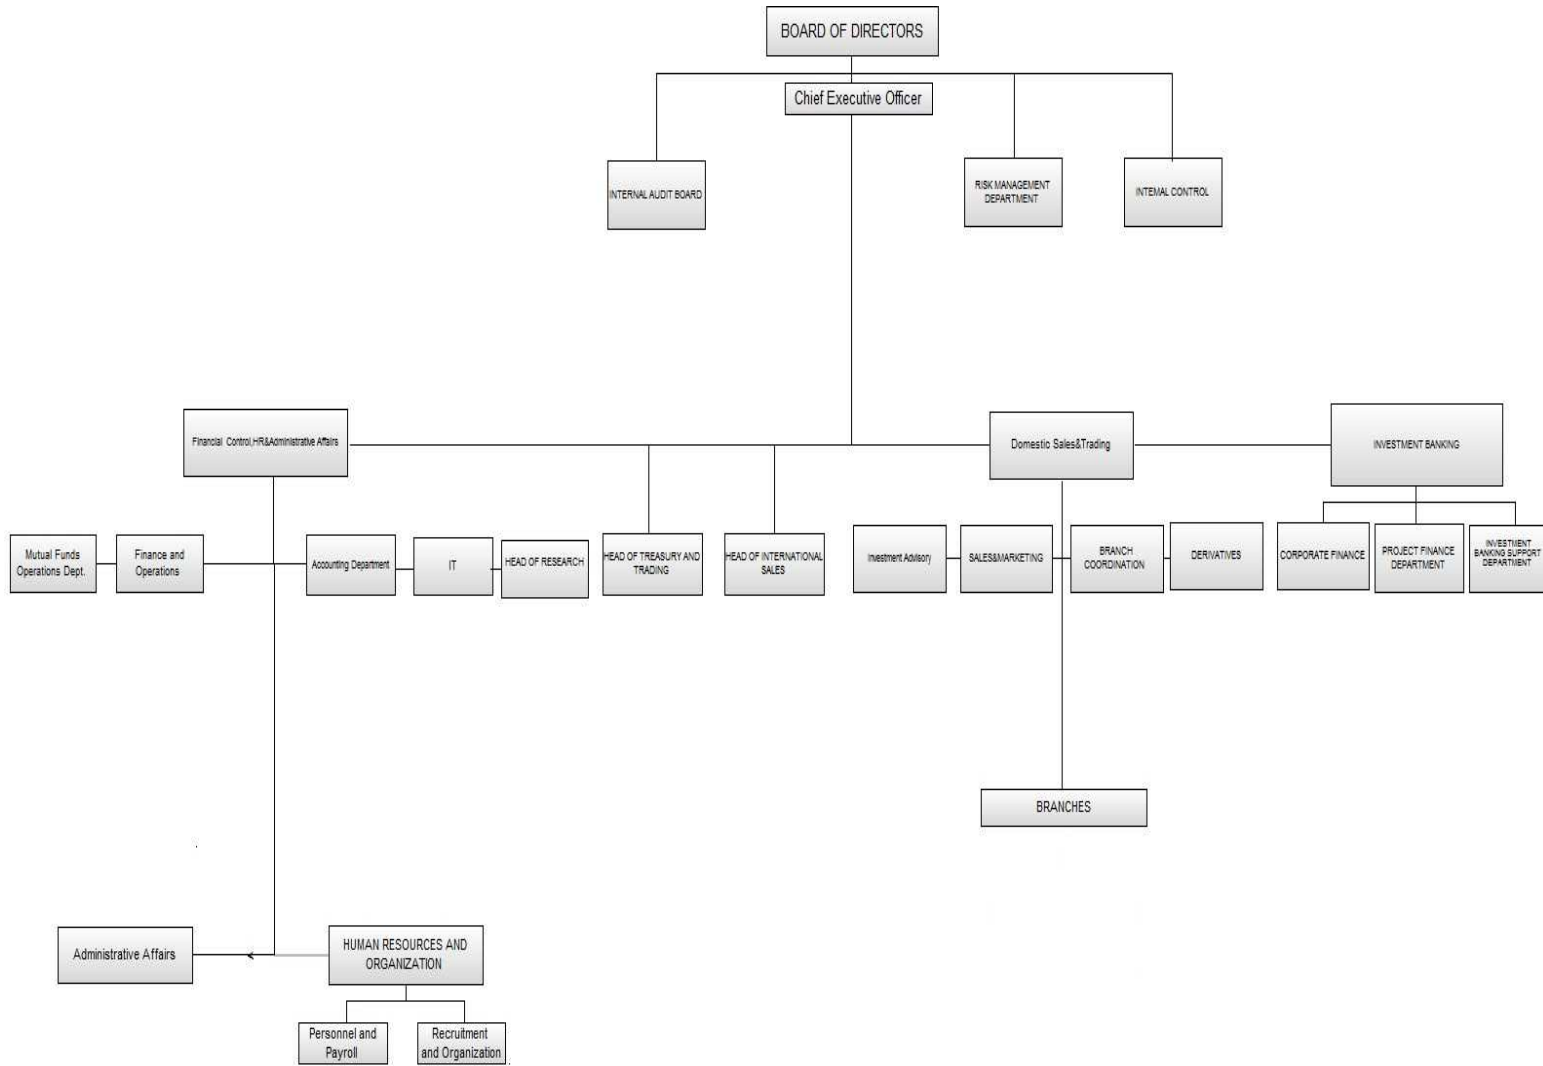 BOARD OF DIRECTORS
Chief Executive Officer
INTERNAL AUDIT BOARD
RISK MANAGEMENT
DEPARTMENT
INTEMAL CONTROL
Financial Control,HR&Administrative Affairs
Domestic Sales&Trading
INVESTMENT BANKING
Mutual Funds
Operations Dept.
Finance and
Operations
Accounting Department
IT
HEAD OF RESEARCH
HEAD OF TREASURY AND
TRADING
HEAD OF INTERNATIONAL
SALES
Investment Advisory
SALES&MARKETING
BRANCH
COORDINATION
DERIVATIVES
CORPORATE FINANCE
PROJECT FINANCE
DEPARTMENT
INVESTMENT
BANKING SUPPORT
DEPARTMENT
BRANCHES
Administrative Affairs
HUMAN RESOURCES AND
ORGANIZATION
Personnel and
Payroll
Recruitment
and Organization